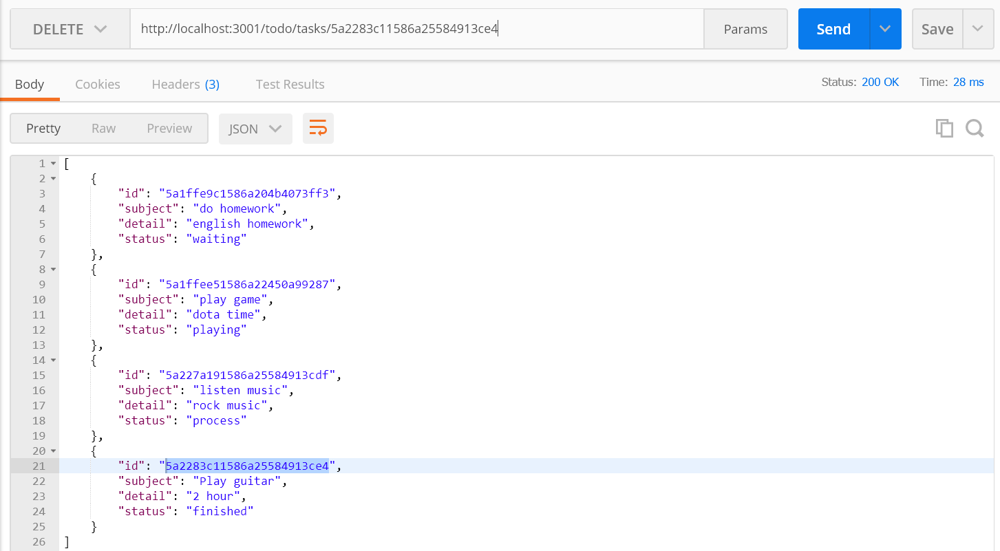 DELETE http://localhost:3001/todo/tasks/5a2283c11586a25584913ce4 Params Send Save
Body Cookies Headers (3) Test Results Status: 200 OK Time: 28 ms
Pretty Raw Preview JSON
1 [
2 {
3 "id": "5a1ffe9c1586a204b4073ff3",
4 "subject": "do homework",
5 "detail": "english homework",
6 "status": "waiting"
7 },
8 {
9 "id": "5a1ffee51586a22450a99287",
10 "subject": "play game",
11 "detail": "dota time",
12 "status": "playing"
13 },
14 {
15 "id": "5a227a191586a25584913cdf",
16 "subject": "listen music",
17 "detail": "rock music",
18 "status": "process"
19 },
20 {
21 "id": "5a2283c11586a25584913ce4",
22 "subject": "Play guitar",
23 "detail": "2 hour",
24 "status": "finished"
25 }
26 ]